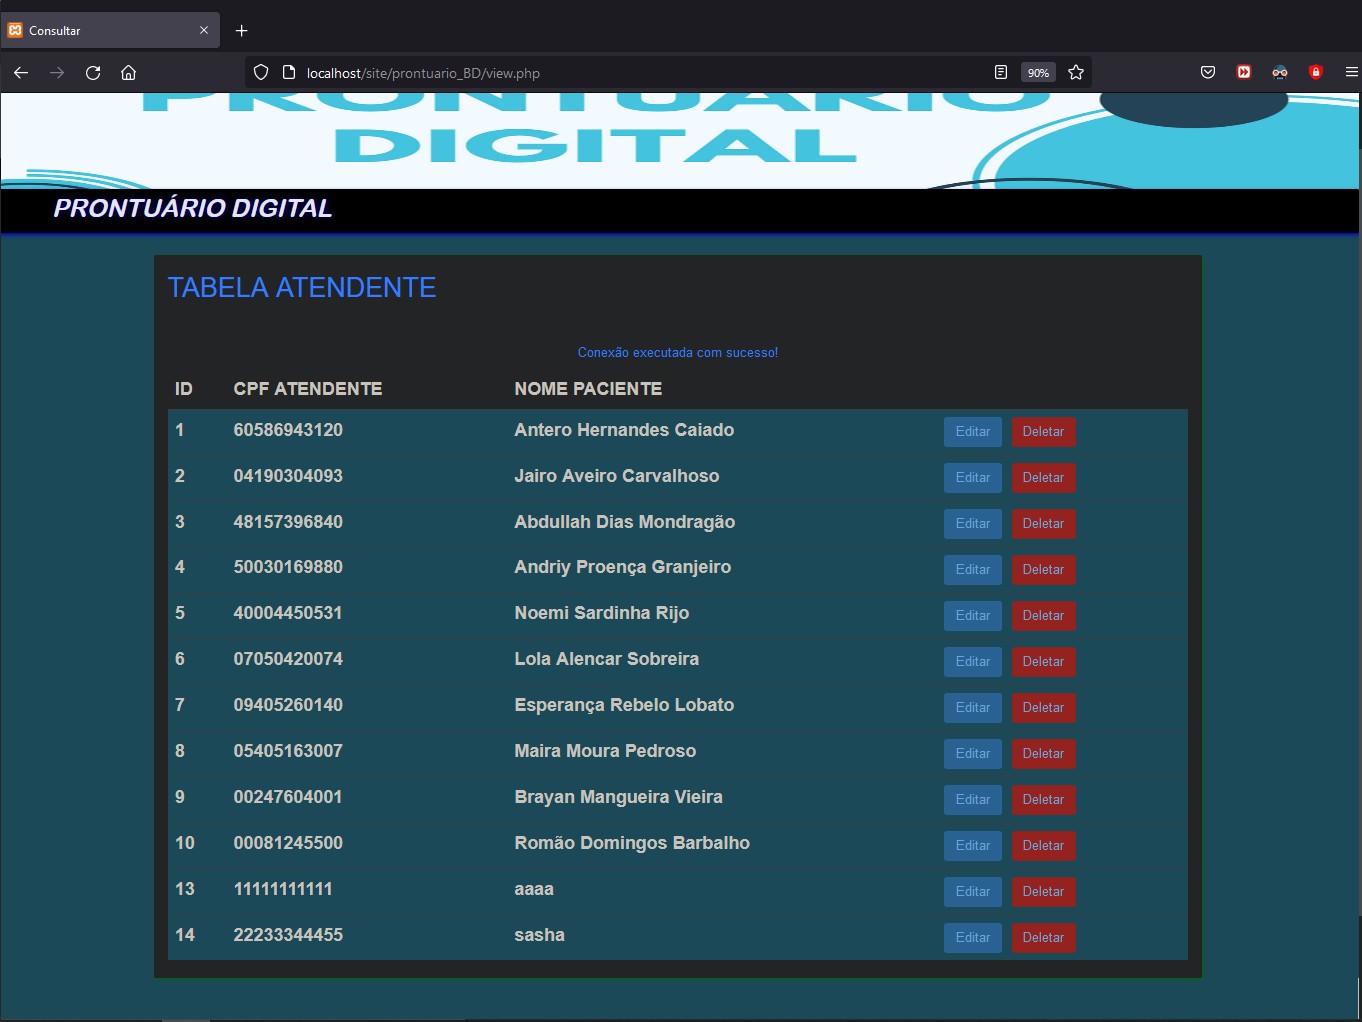 Consultar
localhost/site/prontuario_BD/view.php
90%
PRONTUÁRIO
DIGITAL
PRONTUÁRIO DIGITAL
TABELA ATENDENTE
Conexão executada com sucesso!
ID CPF ATENDENTE NOME PACIENTE
1 60586943120 Antero Hernandes Caiado Editar Deletar
2 04190304093 Jairo Aveiro Carvalhoso Editar Deletar
3 48157396840 Abdullah Dias Mondragão Editar Deletar
4 50030169880 Andriy Proença Granjeiro Editar Deletar
5 40004450531 Noemi Sardinha Rijo Editar Deletar
6 07050420074 Lola Alencar Sobreira Editar Deletar
7 09405260140 Esperança Rebelo Lobato Editar Deletar
8 05405163007 Maira Moura Pedroso Editar Deletar
9 00247604001 Brayan Mangueira Vieira Editar Deletar
10 00081245500 Romão Domingos Barbalho Editar Deletar
13 11111111111 aaaa Editar Deletar
14 22233344455 sasha Editar Deletar